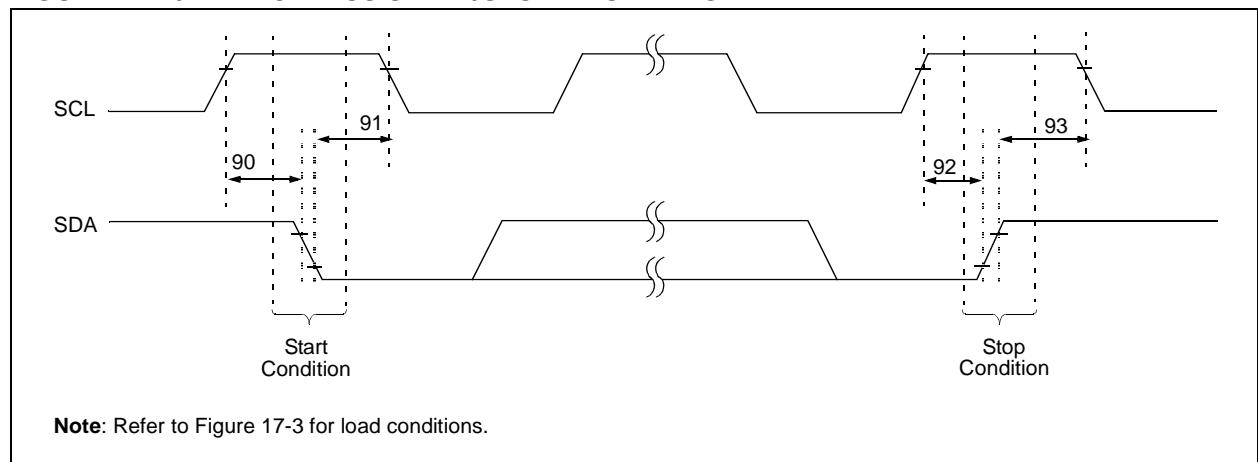 SCL
91
93
90
92
SDA
Start
Condition
Stop
Condition
Note: Refer to Figure 17-3 for load conditions.